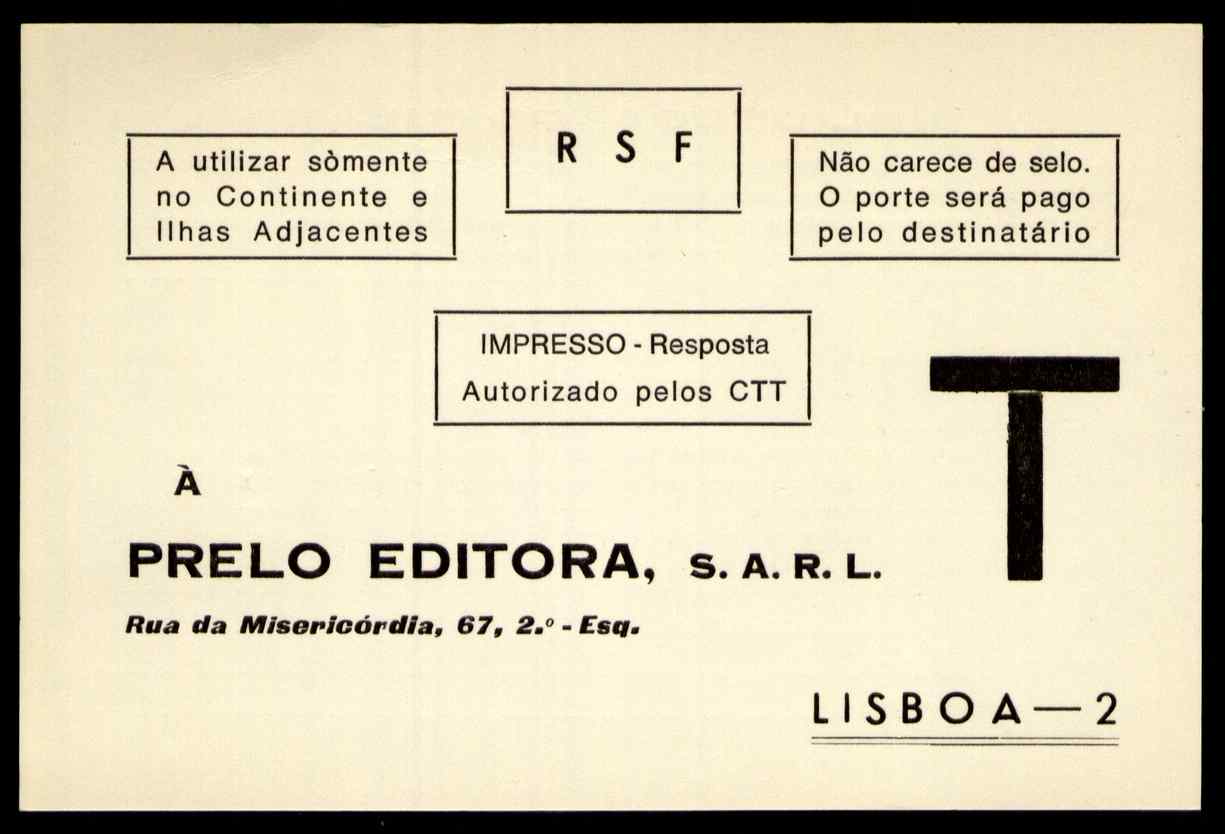 R S F
A utilizar sòmente
no Continente e
Ilhas Adjacentes
Não carece de selo.
O porte será pago
pelo destinatário
IMPRESSO - Resposta
Autorizado pelos CTT
T
À
PRELO EDITORA, S. A. R. L.
Rua da Misericórdia, 67, 2.º - Esq.
LISBOA — 2